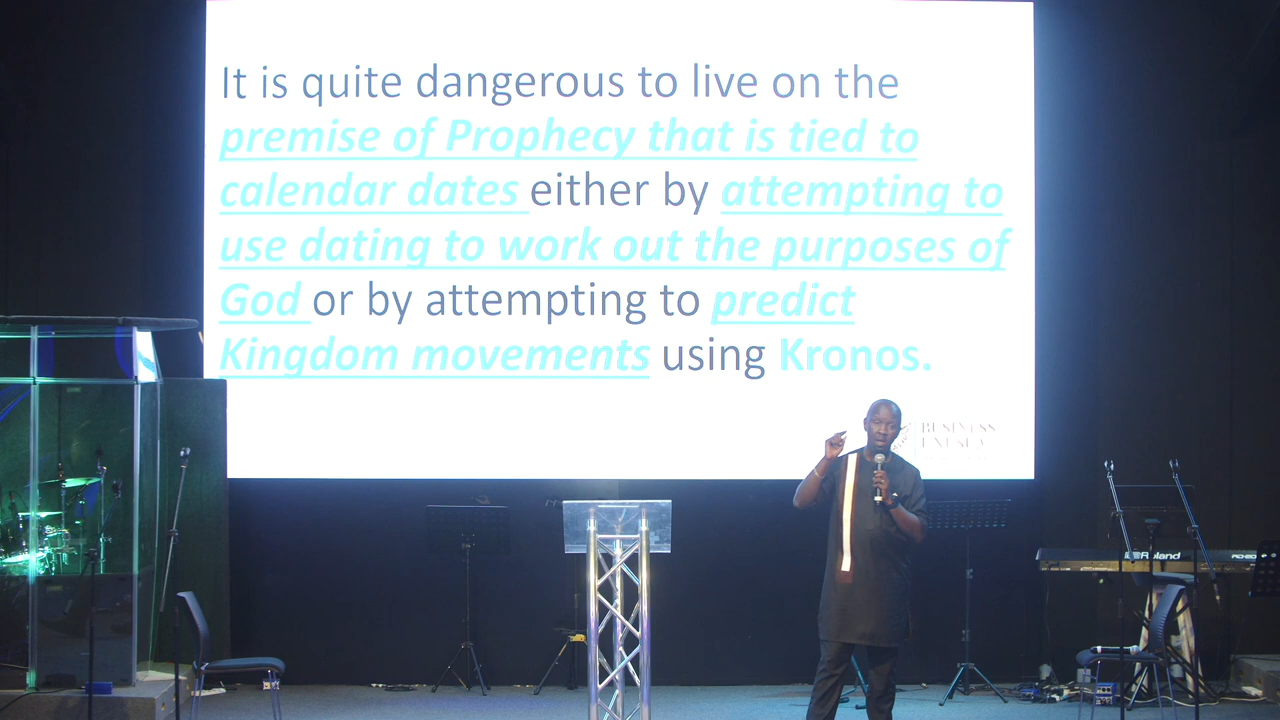 It is quite dangerous to live on the
premise of Prophecy that is tied to
calendar dates either by attempting to
use dating to work out the purposes of
God or by attempting to predict
Kingdom movements using Kronos.
BUSINESS
Roland